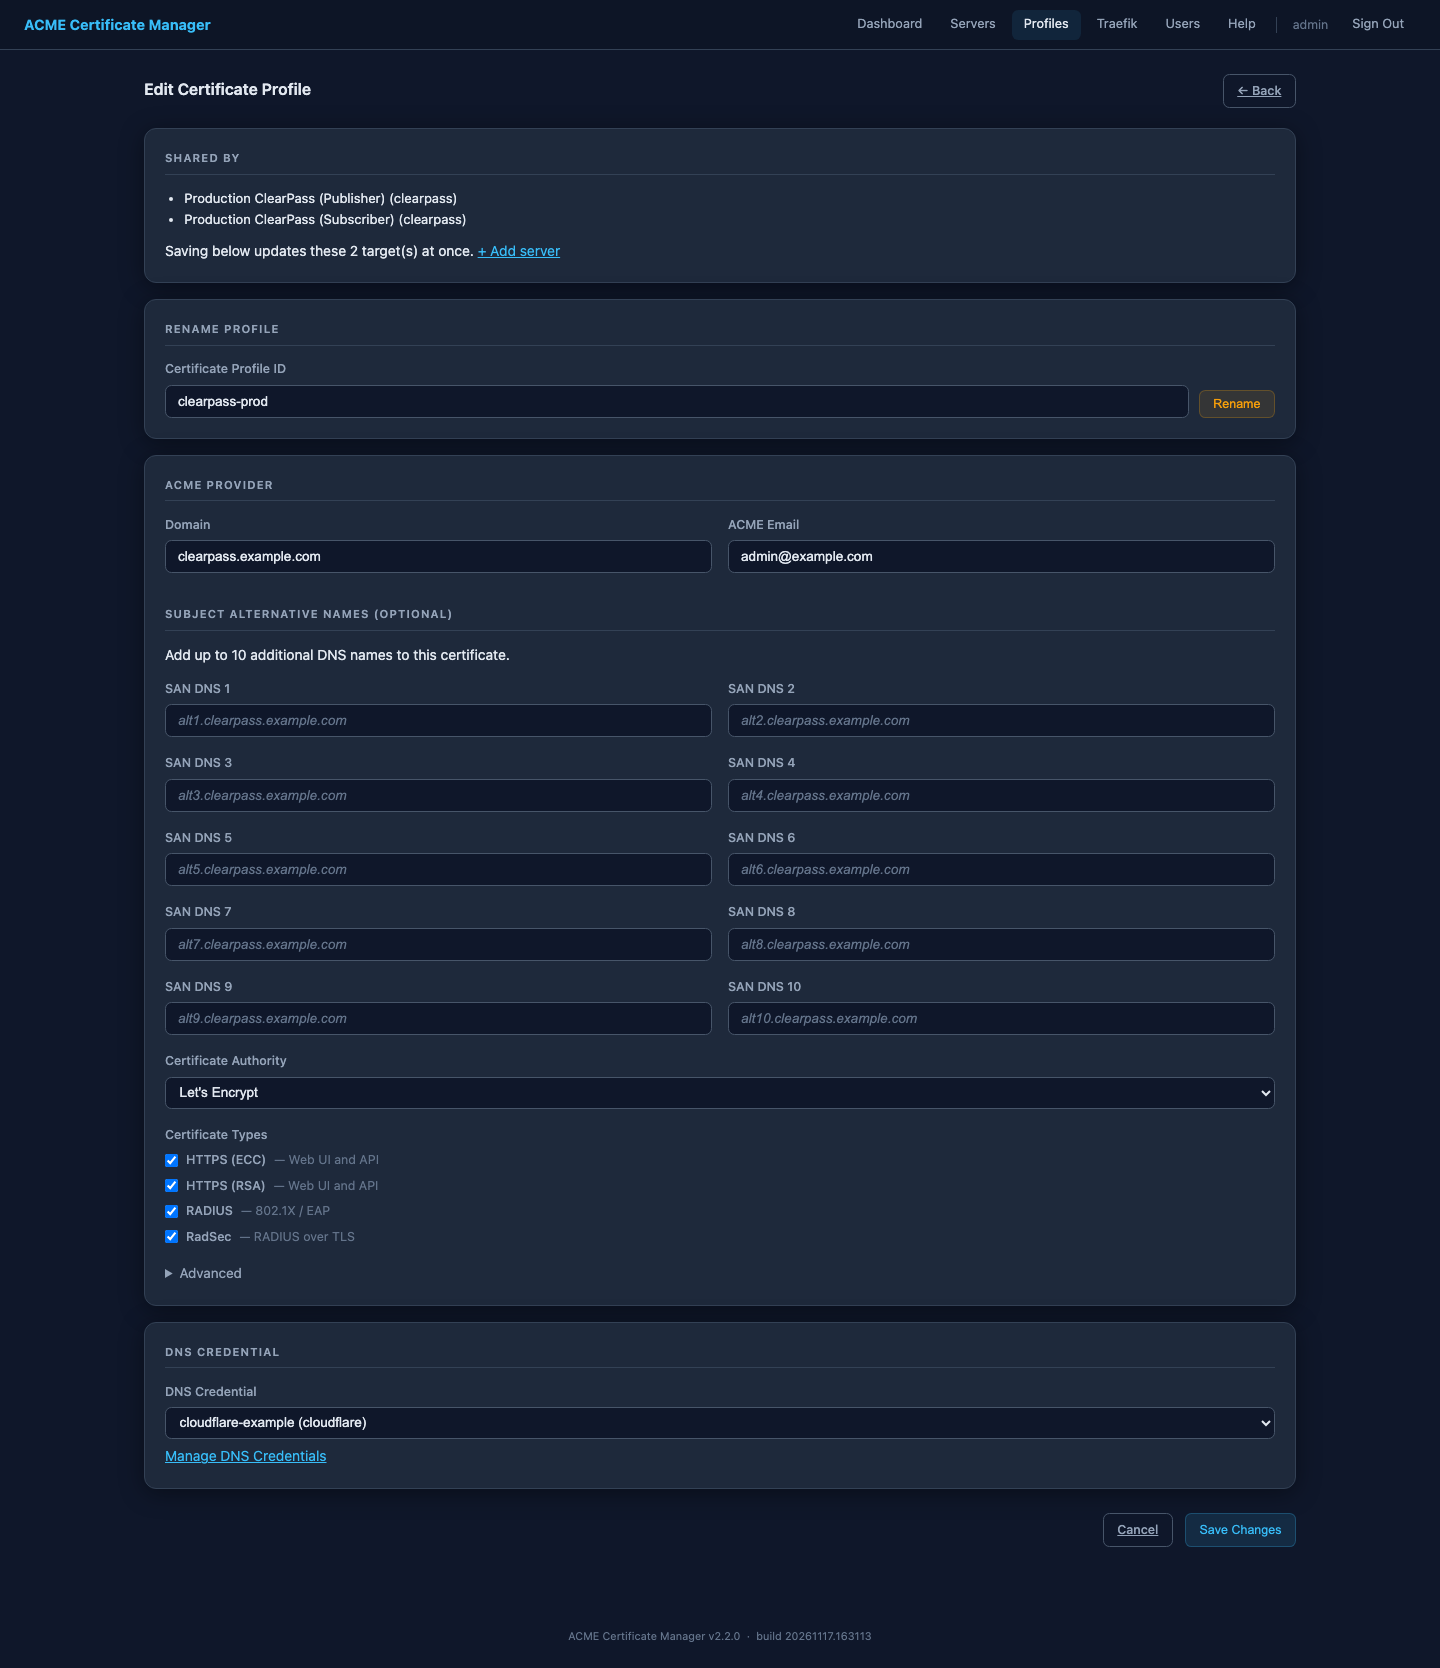 ACME Certificate Manager
Dashboard Servers Profiles Traefik Users Help admin Sign Out
Edit Certificate Profile
← Back
SHARED BY
• Production ClearPass (Publisher) (clearpass)
• Production ClearPass (Subscriber) (clearpass)
Saving below updates these 2 target(s) at once. + Add server
RENAME PROFILE
Certificate Profile ID
clearpass-prod
Rename
ACME PROVIDER
Domain
clearpass.example.com
ACME Email
admin@example.com
SUBJECT ALTERNATIVE NAMES (OPTIONAL)
Add up to 10 additional DNS names to this certificate.
SAN DNS 1
alt1.clearpass.example.com
SAN DNS 2
alt2.clearpass.example.com
SAN DNS 3
alt3.clearpass.example.com
SAN DNS 4
alt4.clearpass.example.com
SAN DNS 5
alt5.clearpass.example.com
SAN DNS 6
alt6.clearpass.example.com
SAN DNS 7
alt7.clearpass.example.com
SAN DNS 8
alt8.clearpass.example.com
SAN DNS 9
alt9.clearpass.example.com
SAN DNS 10
alt10.clearpass.example.com
Certificate Authority
Let's Encrypt
Certificate Types
HTTPS (ECC) — Web UI and API
HTTPS (RSA) — Web UI and API
RADIUS — 802.1X / EAP
RadSec — RADIUS over TLS
Advanced
DNS CREDENTIAL
DNS Credential
cloudflare-example (cloudflare)
Manage DNS Credentials
Cancel
Save Changes
ACME Certificate Manager v2.2.0 · build 20261117.163113